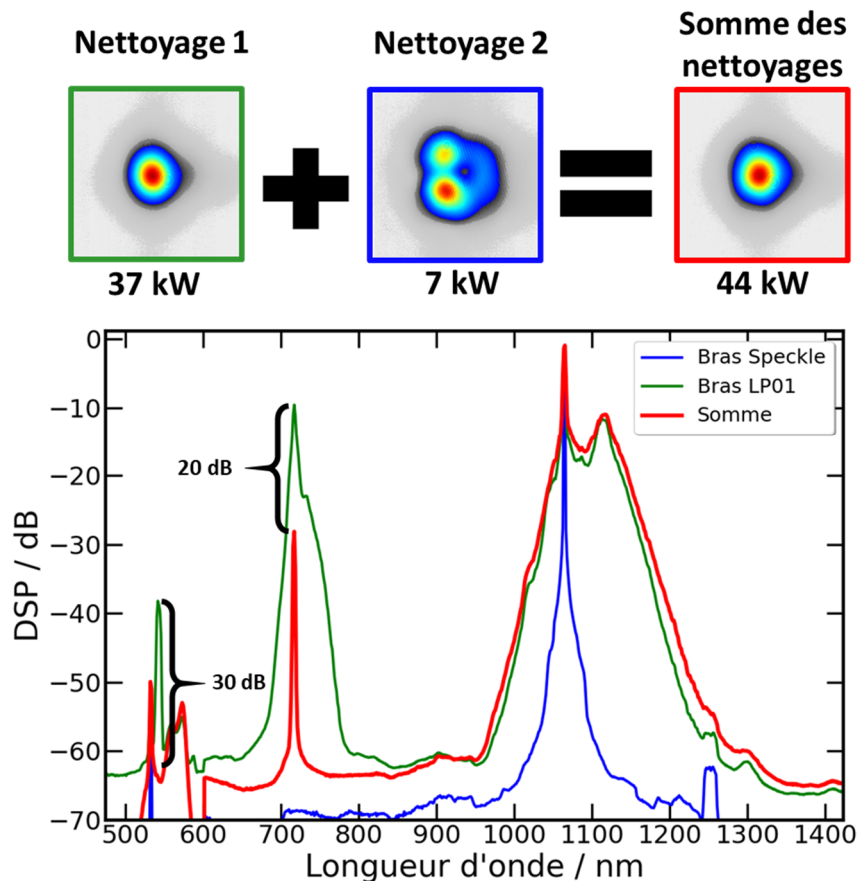 Nettoyage 1
Nettoyage 2
Somme des
nettoyages
37 kW
7 kW
44 kW
0
−10
−20
−30
−40
−50
−60
−70
DSP / dB
Bras Speckle
Bras LP01
Somme
20 dB
30 dB
500 600 700 800 900 1000 1100 1200 1300 1400
Longueur d'onde / nm